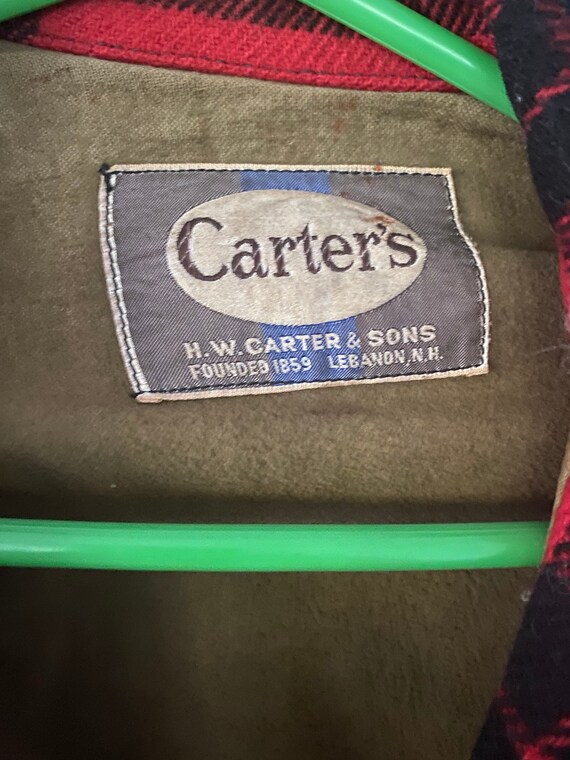 Carter's
H.W. CARTER & SONS
FOUNDED 1859 LEBANON, N.H.